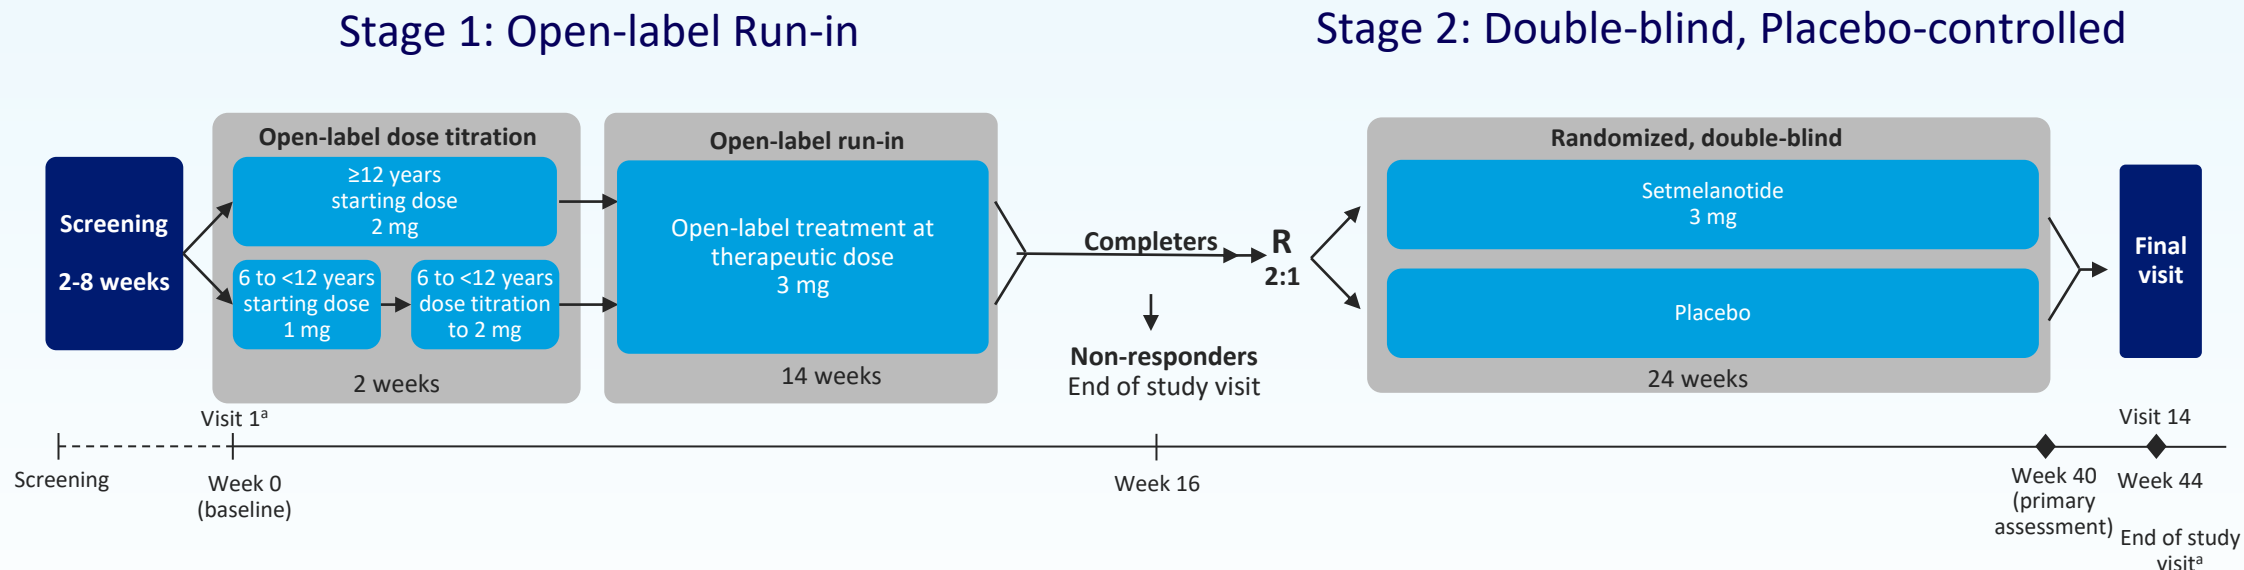 Stage 1: Open-label Run-in
Stage 2: Double-blind, Placebo-controlled
Screening
2-8 weeks
Open-label dose titration
≥12 years
starting dose
2 mg
6 to <12 years
starting dose
1 mg
6 to <12 years
dose titration
to 2 mg
2 weeks
Open-label run-in
Open-label treatment at
therapeutic dose
3 mg
14 weeks
Completers
R
2:1
Non-responders
End of study visit
Randomized, double-blind
Setmelanotide
3 mg
Placebo
24 weeks
Final
visit
Visit 1ª
Visit 14
Screening
Week 0
(baseline)
Week 16
Week 40
(primary
assessment)
Week 44
End of study
visitª